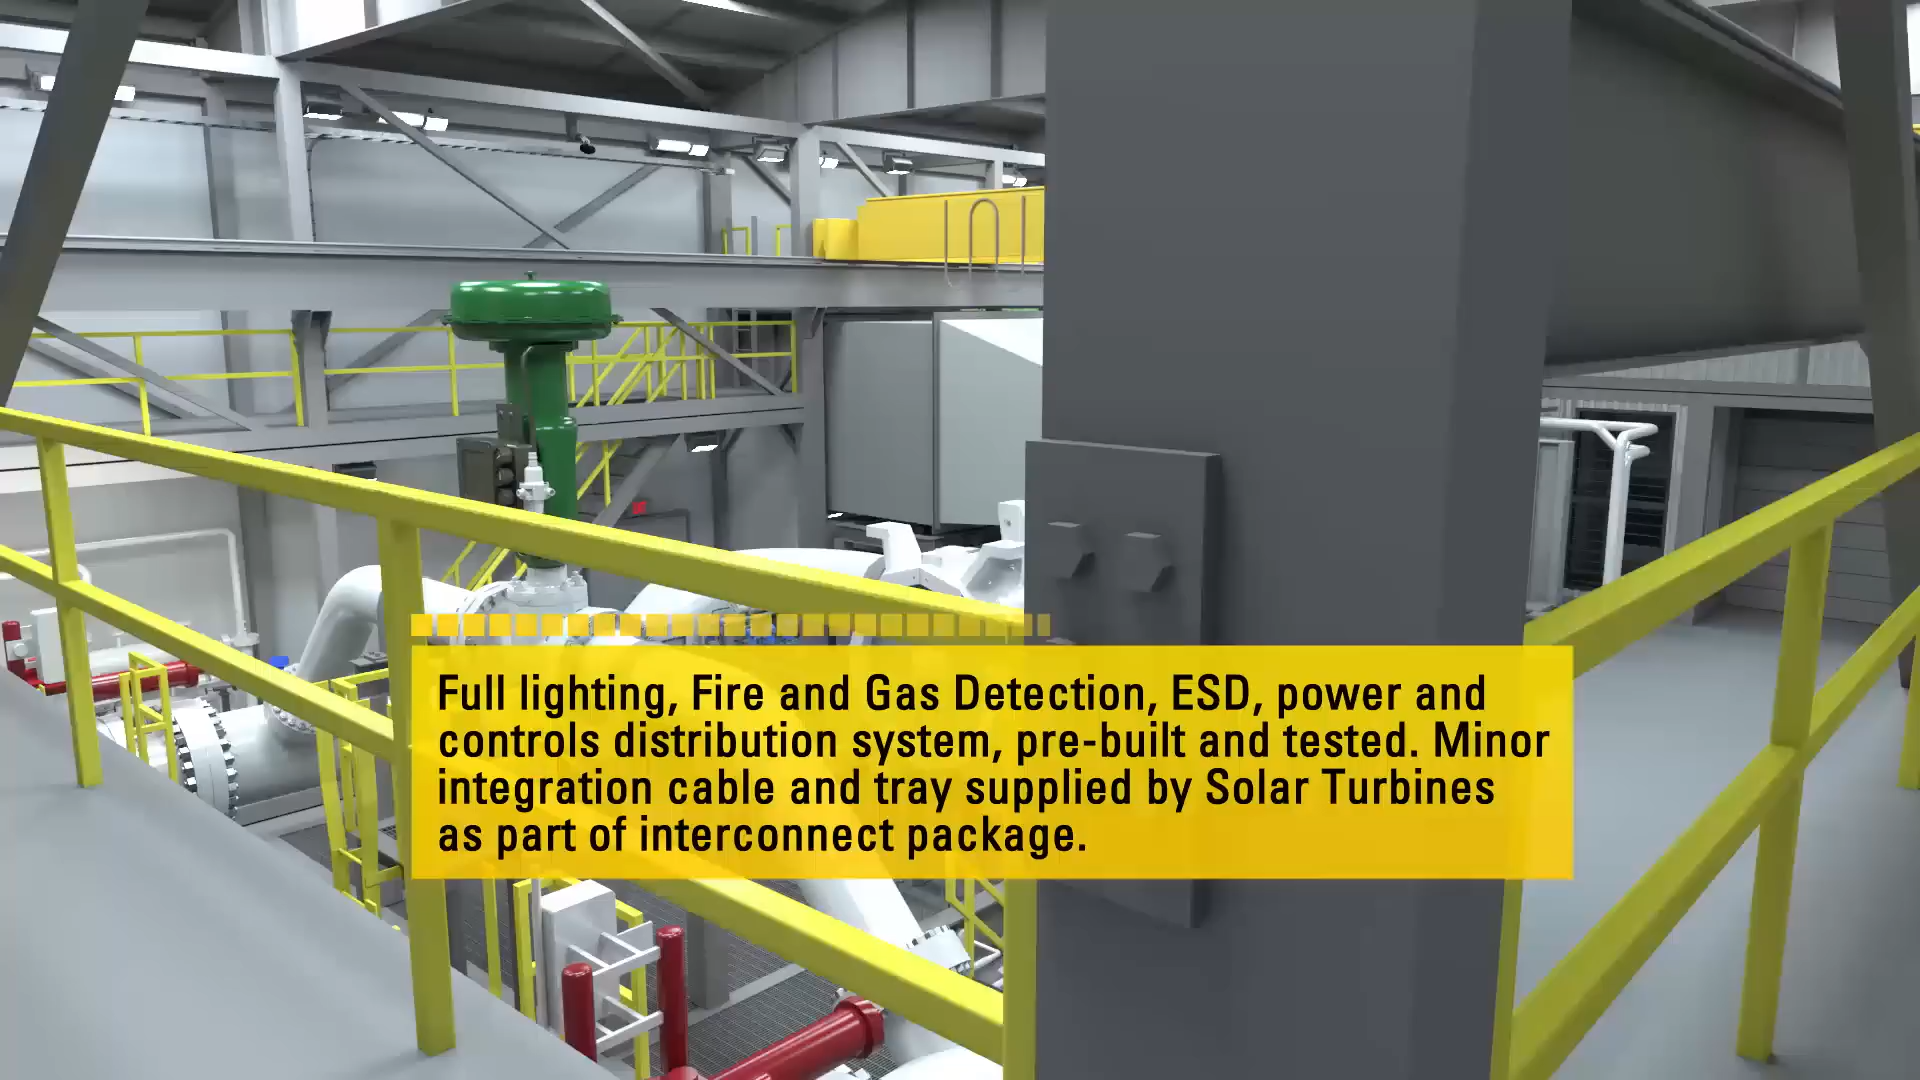 Full lighting, Fire and Gas Detection, ESD, power and
controls distribution system, pre-built and tested. Minor
integration cable and tray supplied by Solar Turbines
as part of interconnect package.